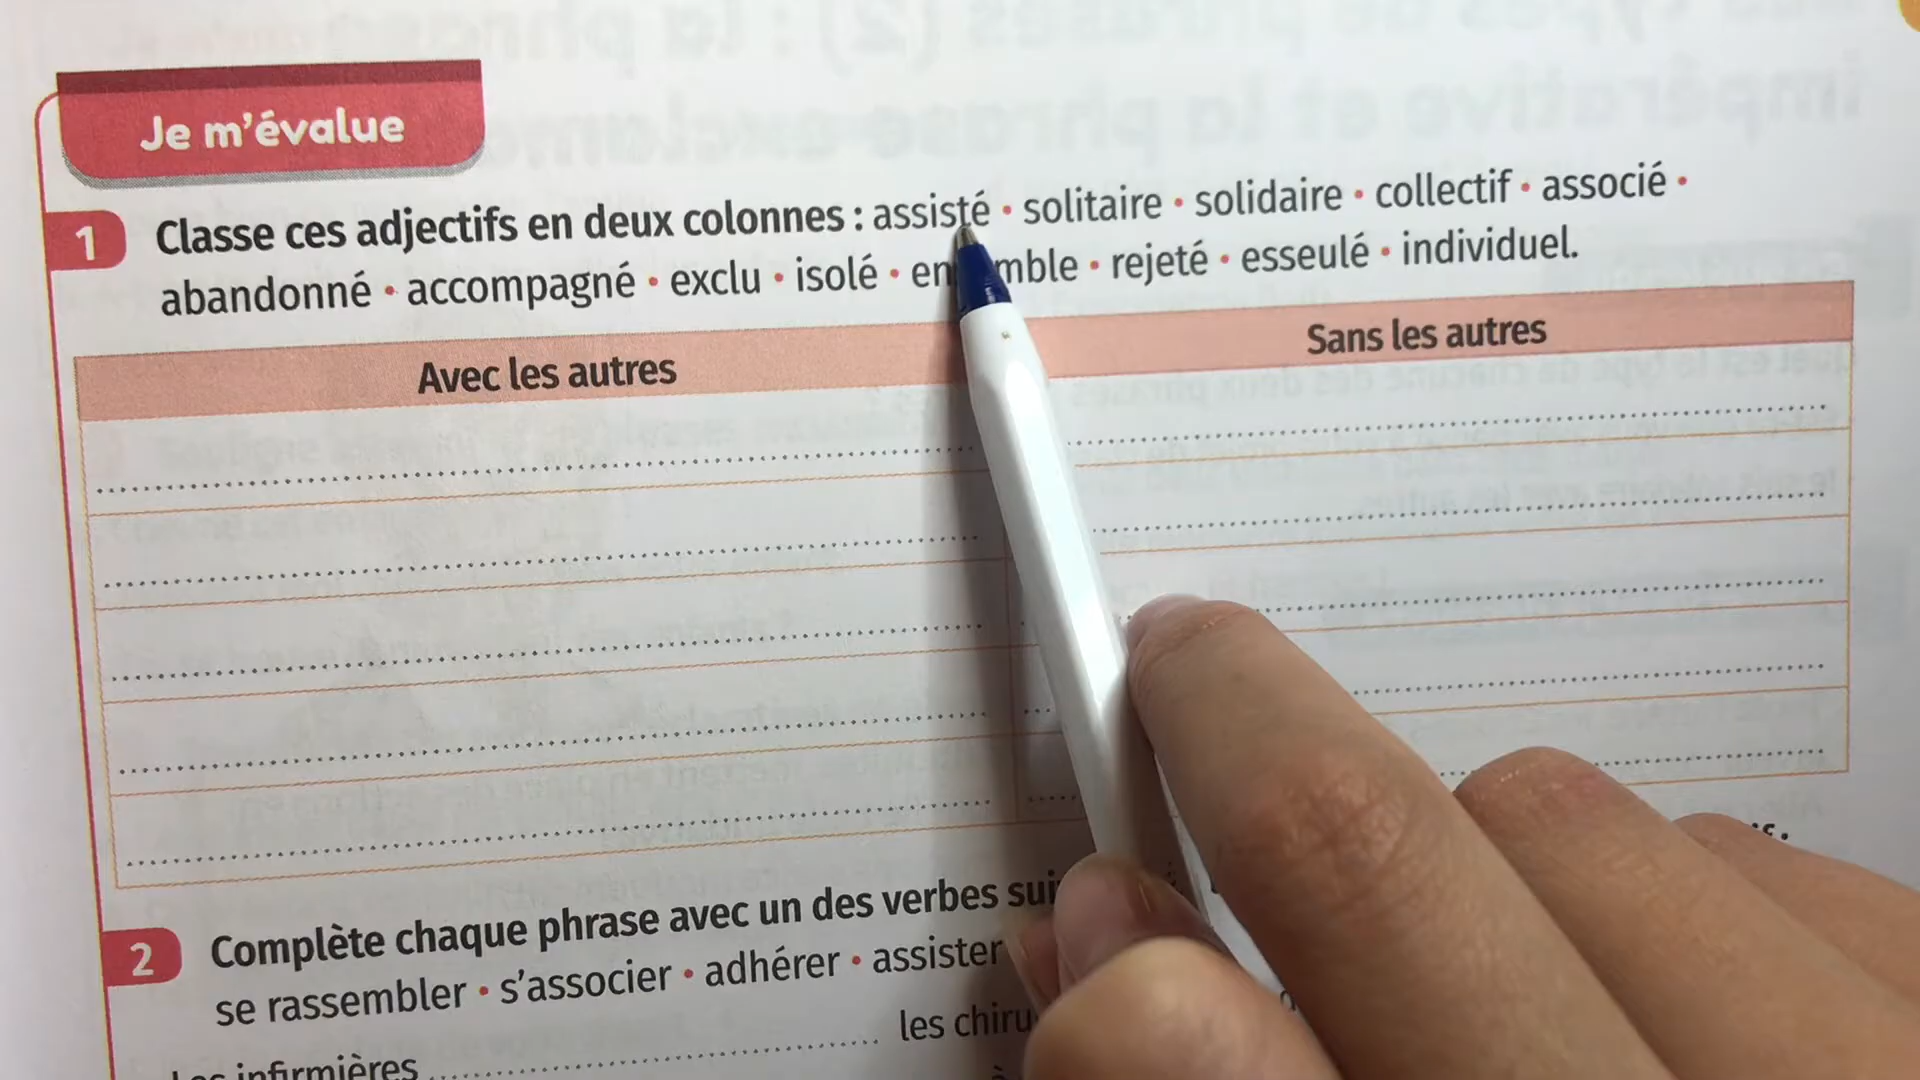 Je m'évalue
1 Classe ces adjectifs en deux colonnes : assisté • solitaire • solidaire • collectif • associé •
abandonné • accompagné • exclu • isolé • en mble • rejeté • esseulé • individuel.
Avec les autres Sans les autres
2 Complète chaque phrase avec un des verbes
se rassembler • s'associer • adhérer • assister
infirmières les